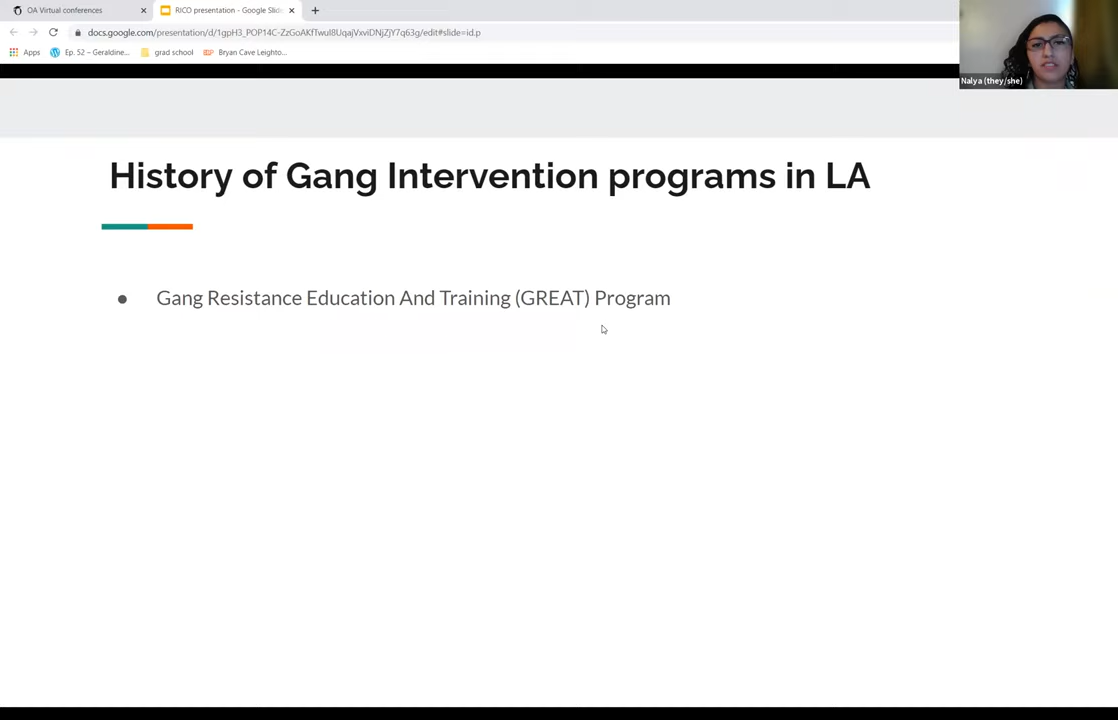 OA Virtual conferences
RICO presentation - Google Slid
docs.google.com/presentation/d/1gpH3_POP14C-ZzGoAKfTwuI8UqajVxviDNjZjY7q63g/edit#slide=id.p
Apps
Ep. 52 – Geraldine...
grad school
Bryan Cave Leighto...
Nalya (they/she)
History of Gang Intervention programs in LA
● Gang Resistance Education And Training (GREAT) Program